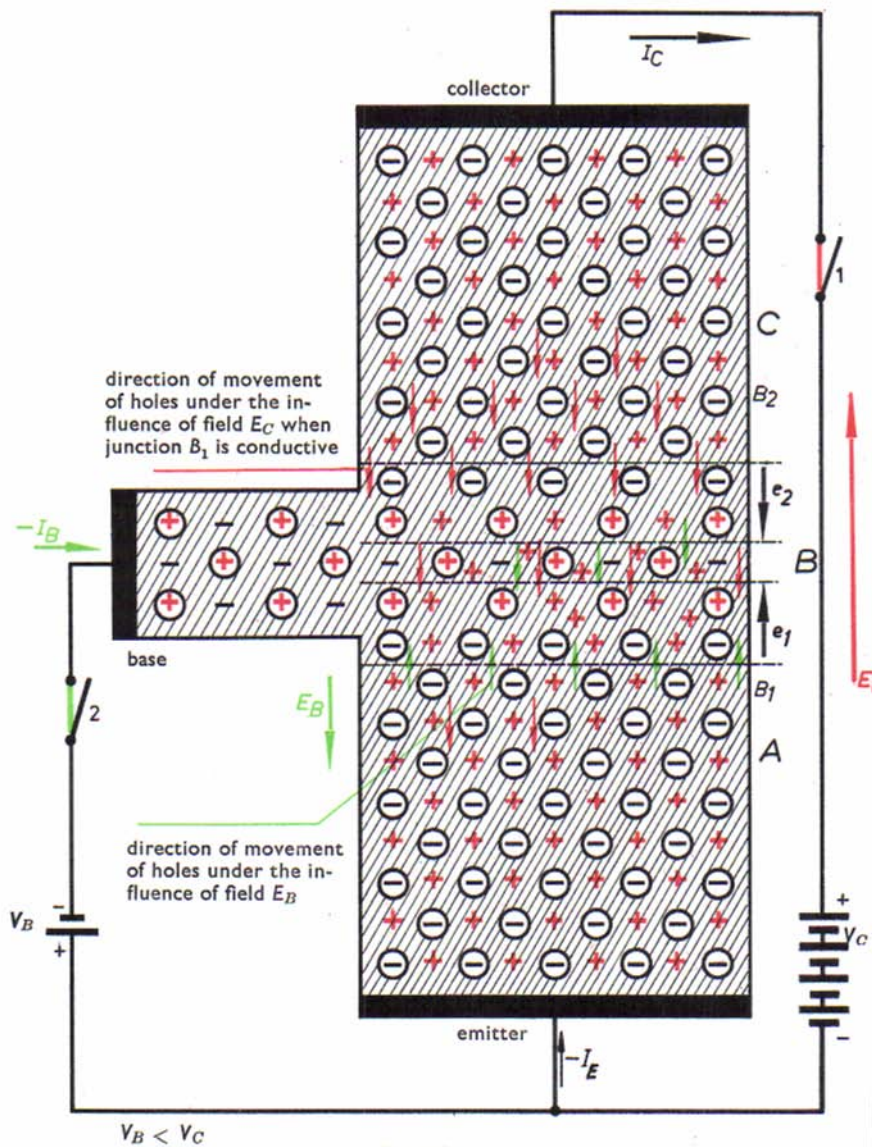 I_C
collector
1
C
direction of movement
of holes under the in-
fluence of field E_C when
junction B_1 is conductive
B_2
e_2
-I_B
B
e_1
base
E_B
B_1
2
A
direction of movement
of holes under the in-
fluence of field E_B
V_B
-
+
+
V_C
-
emitter
-I_E
V_B < V_C